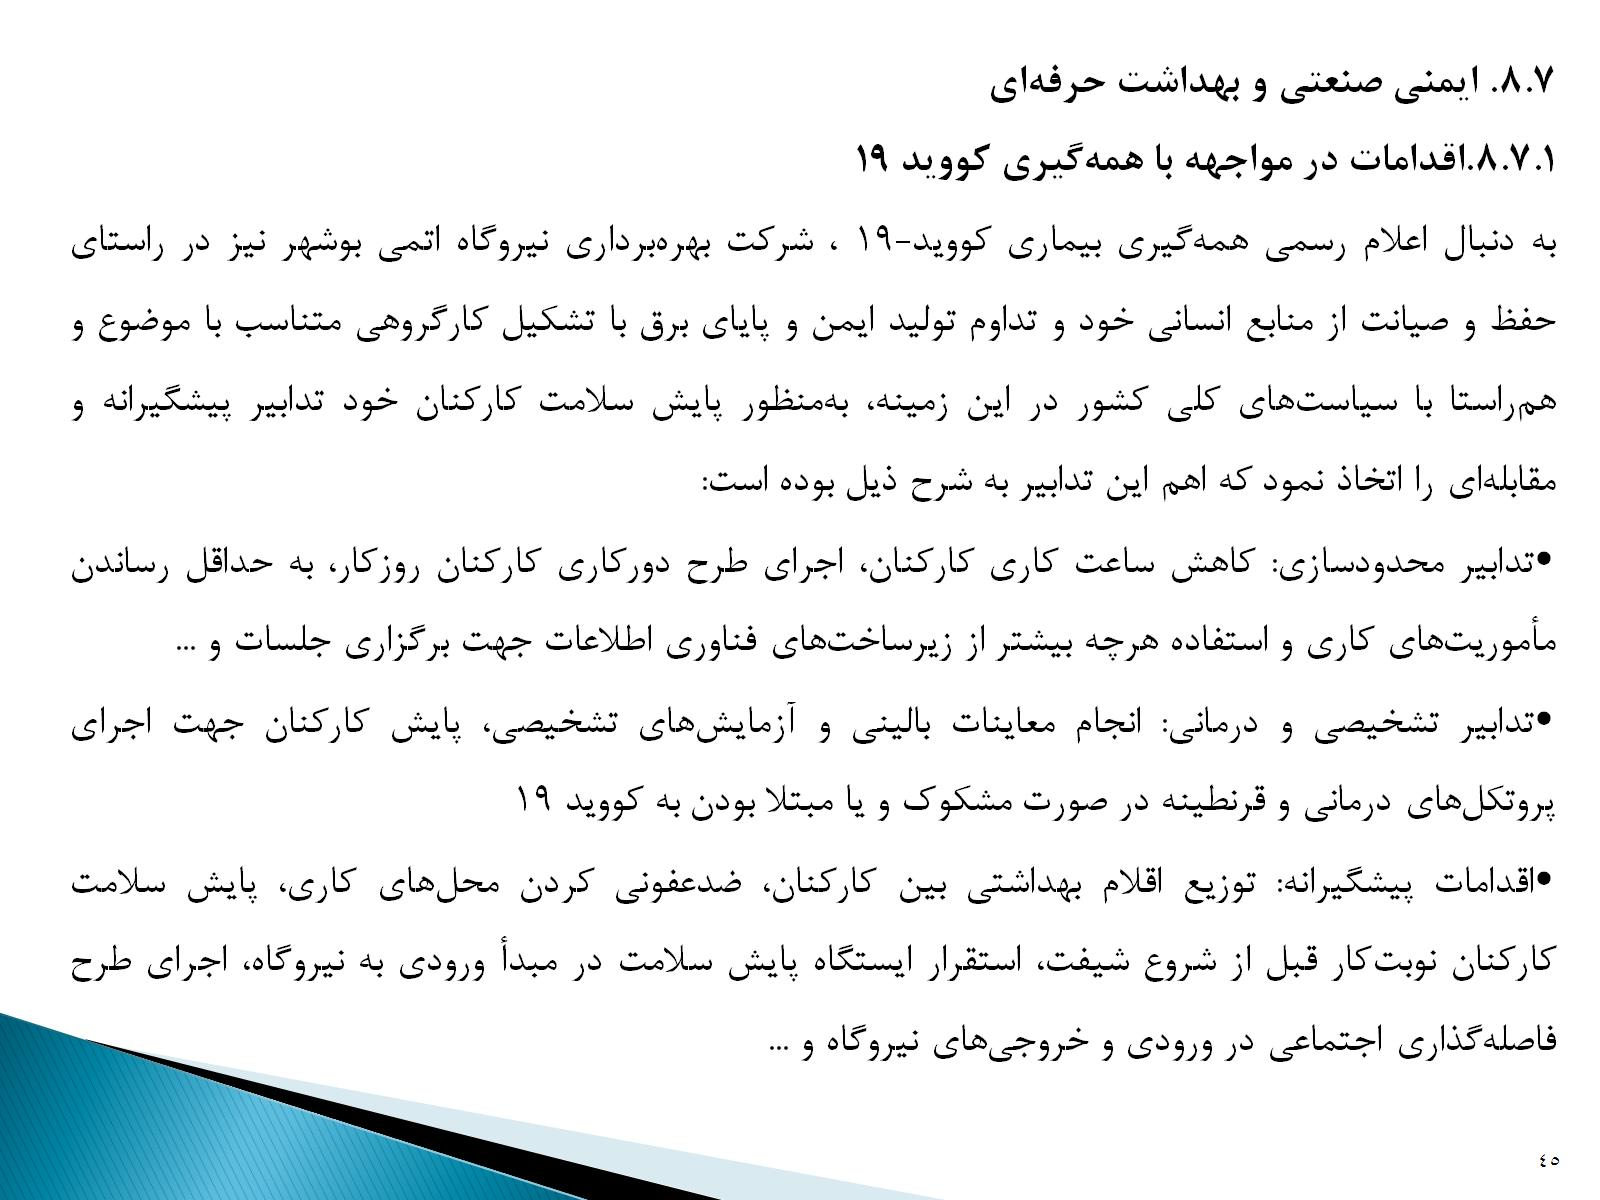 ۸.۷. ایمنی صنعتی و بهداشت حرفه‌ای
۸.۷.۱.اقدامات در مواجهه با همه‌گیری کووید ۱۹
به دنبال اعلام رسمی همه‌گیری بیماری کووید-۱۹ ، شرکت بهره‌برداری نیروگاه اتمی بوشهر نیز در راستای
حفظ و صیانت از منابع انسانی خود و تداوم تولید ایمن و پایای برق با تشکیل کارگروهی متناسب با موضوع و
هم‌راستا با سیاست‌های کلی کشور در این زمینه، به‌منظور پایش سلامت کارکنان خود تدابیر پیشگیرانه و
مقابله‌ای را اتخاذ نمود که اهم این تدابیر به شرح ذیل بوده است:
•تدابیر محدودسازی: کاهش ساعت کاری کارکنان، اجرای طرح دورکاری کارکنان روزکار، به حداقل رساندن
مأموریت‌های کاری و استفاده هرچه بیشتر از زیرساخت‌های فناوری اطلاعات جهت برگزاری جلسات و ...
•تدابیر تشخیصی و درمانی: انجام معاینات بالینی و آزمایش‌های تشخیصی، پایش کارکنان جهت اجرای
پروتکل‌های درمانی و قرنطینه در صورت مشکوک و یا مبتلا بودن به کووید ۱۹
•اقدامات پیشگیرانه: توزیع اقلام بهداشتی بین کارکنان، ضدعفونی کردن محل‌های کاری، پایش سلامت
کارکنان نوبت‌کار قبل از شروع شیفت، استقرار ایستگاه پایش سلامت در مبدأ ورودی به نیروگاه، اجرای طرح
فاصله‌گذاری اجتماعی در ورودی و خروجی‌های نیروگاه و ...
٤٥